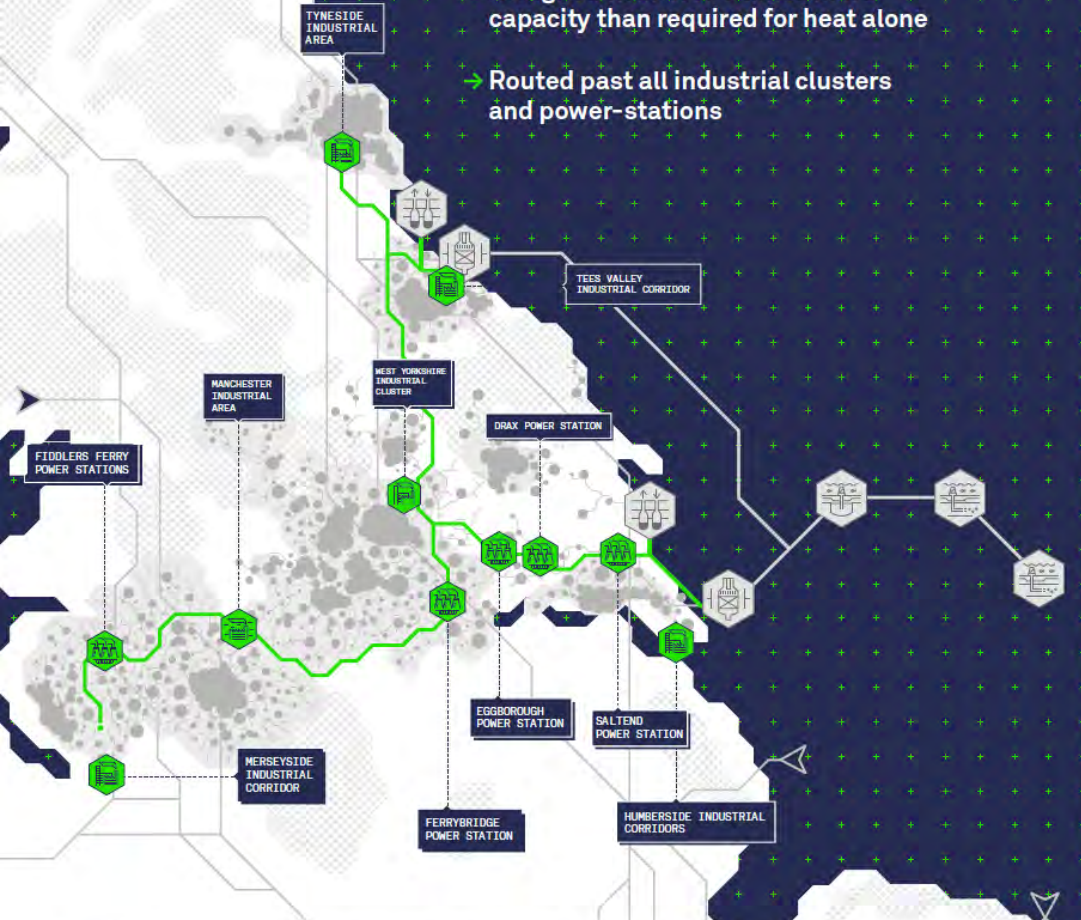 TYNESIDE
INDUSTRIAL
AREA
capacity than required for heat alone
→ Routed past all industrial clusters
and power-stations
TEES VALLEY
INDUSTRIAL CORRIDOR
WEST YORKSHIRE
INDUSTRIAL
CLUSTER
MANCHESTER
INDUSTRIAL
AREA
DRAX POWER STATION
FIDDLERS FERRY
POWER STATIONS
EGGBOROUGH
POWER STATION
SALTEND
POWER STATION
MERSEYSIDE
INDUSTRIAL
CORRIDOR
FERRYBRIDGE
POWER STATION
HUMBERSIDE INDUSTRIAL
CORRIDORS